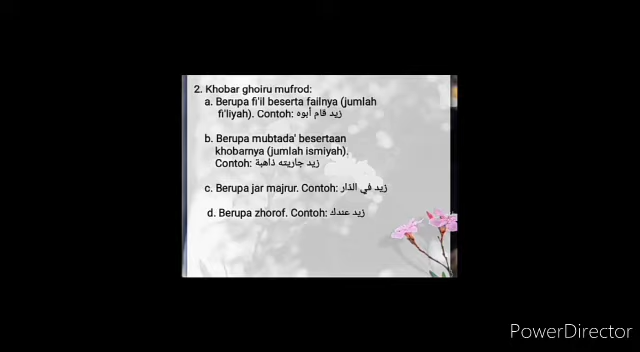 2. Khobar ghoiru mufrod:
a. Berupa fi'il beserta failnya (jumlah
fi'liyah). Contoh: زيد قام أبوه
b. Berupa mubtada' besertaan
khobarnya (jumlah ismiyah).
Contoh: زيد جاريته ذاهبة
c. Berupa jar majrur. Contoh: زيد في الدار
d. Berupa zhorof. Contoh: زيد عندك
PowerDirector